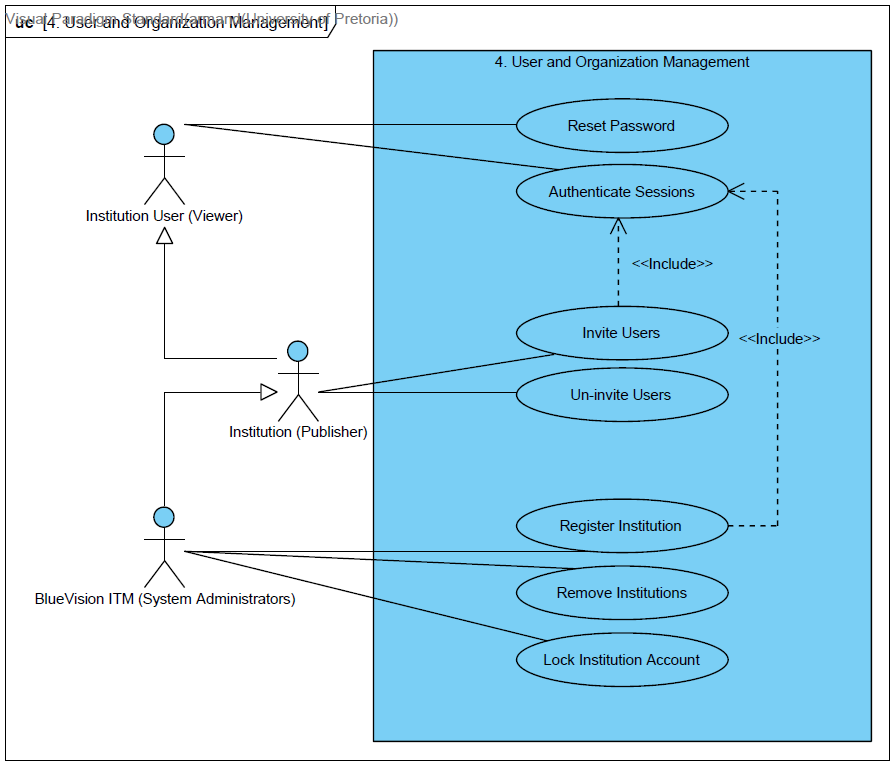 Visual Paradigm Standard(armand(University of Pretoria))
uc [4. User and Organization Management]
4. User and Organization Management
Reset Password
Authenticate Sessions
Institution User (Viewer)
<<Include>>
Invite Users
<<Include>>
Un-invite Users
Institution (Publisher)
Register Institution
Remove Institutions
BlueVision ITM (System Administrators)
Lock Institution Account